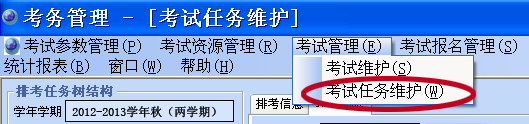 考务管理 - [考试任务维护]
考试参数管理(P) 考试资源管理(R) 考试管理(E) 考试报名管理(S)
统计报表(B) 窗口(W) 帮助(H)
考试维护(S)
考试任务维护(W)
排考任务树结构
排考信息
学年学期 2012-2013学年秋（两学期）